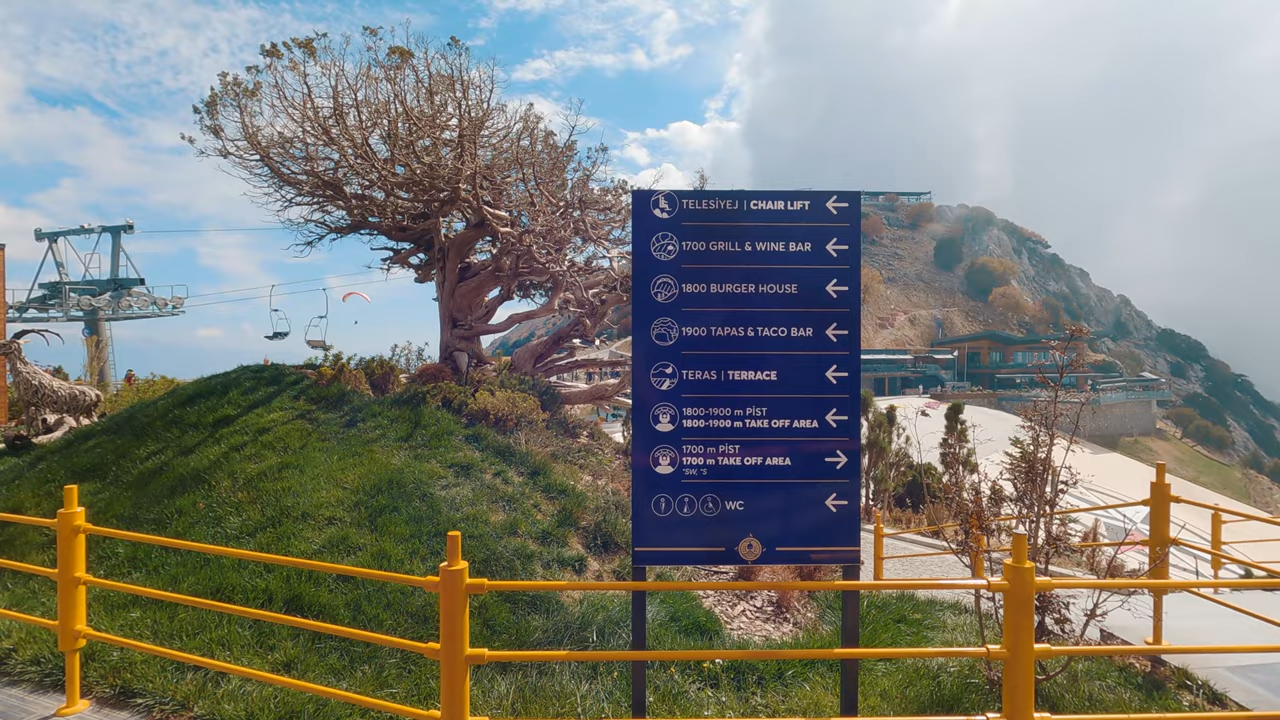 TELESİYEJ | CHAIR LIFT
1700 GRILL & WINE BAR
1800 BURGER HOUSE
1900 TAPAS & TACO BAR
TERAS | TERRACE
1800-1900 m PİST
1800-1900 m TAKE OFF AREA
1700 m PİST
1700 m TAKE OFF AREA
*SW, *S
WC